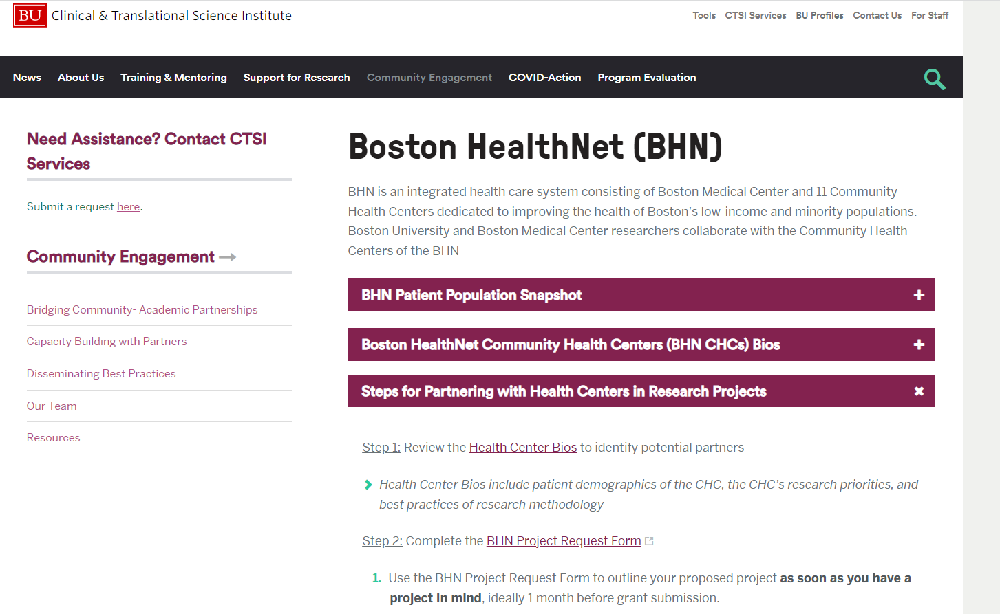 BU Clinical & Translational Science Institute
Tools CTSI Services BU Profiles Contact Us For Staff
News About Us Training & Mentoring Support for Research Community Engagement COVID-Action Program Evaluation
Need Assistance? Contact CTSI
Services
Submit a request here.
Community Engagement
Bridging Community- Academic Partnerships
Capacity Building with Partners
Disseminating Best Practices
Our Team
Resources
Boston HealthNet (BHN)
BHN is an integrated health care system consisting of Boston Medical Center and 11 Community
Health Centers dedicated to improving the health of Boston’s low-income and minority populations.
Boston University and Boston Medical Center researchers collaborate with the Community Health
Centers of the BHN
BHN Patient Population Snapshot
Boston HealthNet Community Health Centers (BHN CHCs) Bios
Steps for Partnering with Health Centers in Research Projects
Step 1: Review the Health Center Bios to identify potential partners
Health Center Bios include patient demographics of the CHC, the CHC’s research priorities, and
best practices of research methodology
Step 2: Complete the BHN Project Request Form
1. Use the BHN Project Request Form to outline your proposed project as soon as you have a
project in mind, ideally 1 month before grant submission.